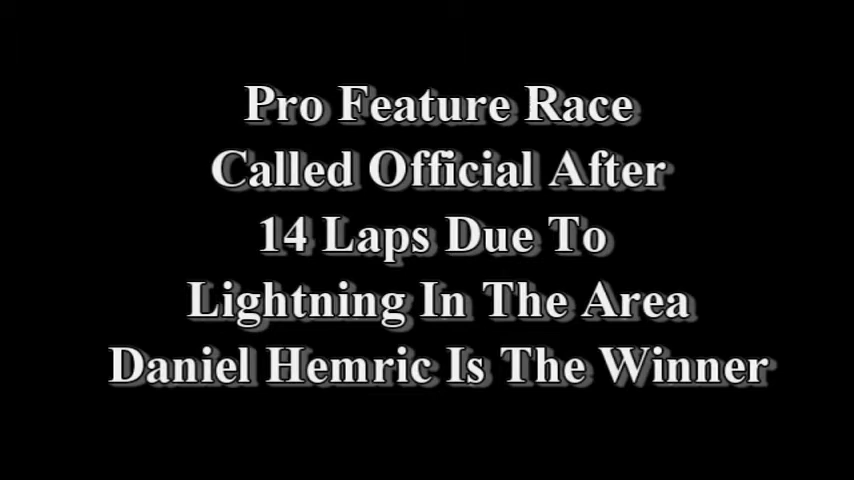 Pro Feature Race
Called Official After
14 Laps Due To
Lightning In The Area
Daniel Hemric Is The Winner